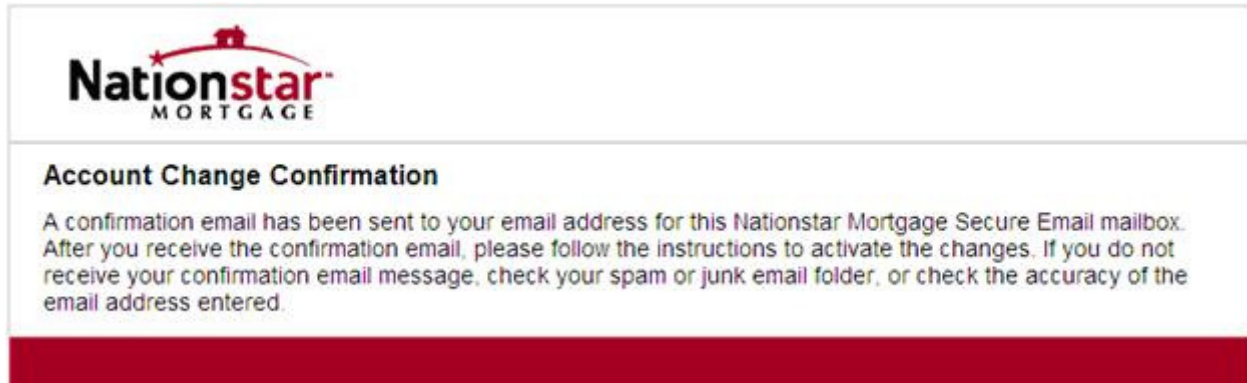 Nationstar
MORTGAGE
Account Change Confirmation
A confirmation email has been sent to your email address for this Nationstar Mortgage Secure Email mailbox.
After you receive the confirmation email, please follow the instructions to activate the changes. If you do not
receive your confirmation email message, check your spam or junk email folder, or check the accuracy of the
email address entered.